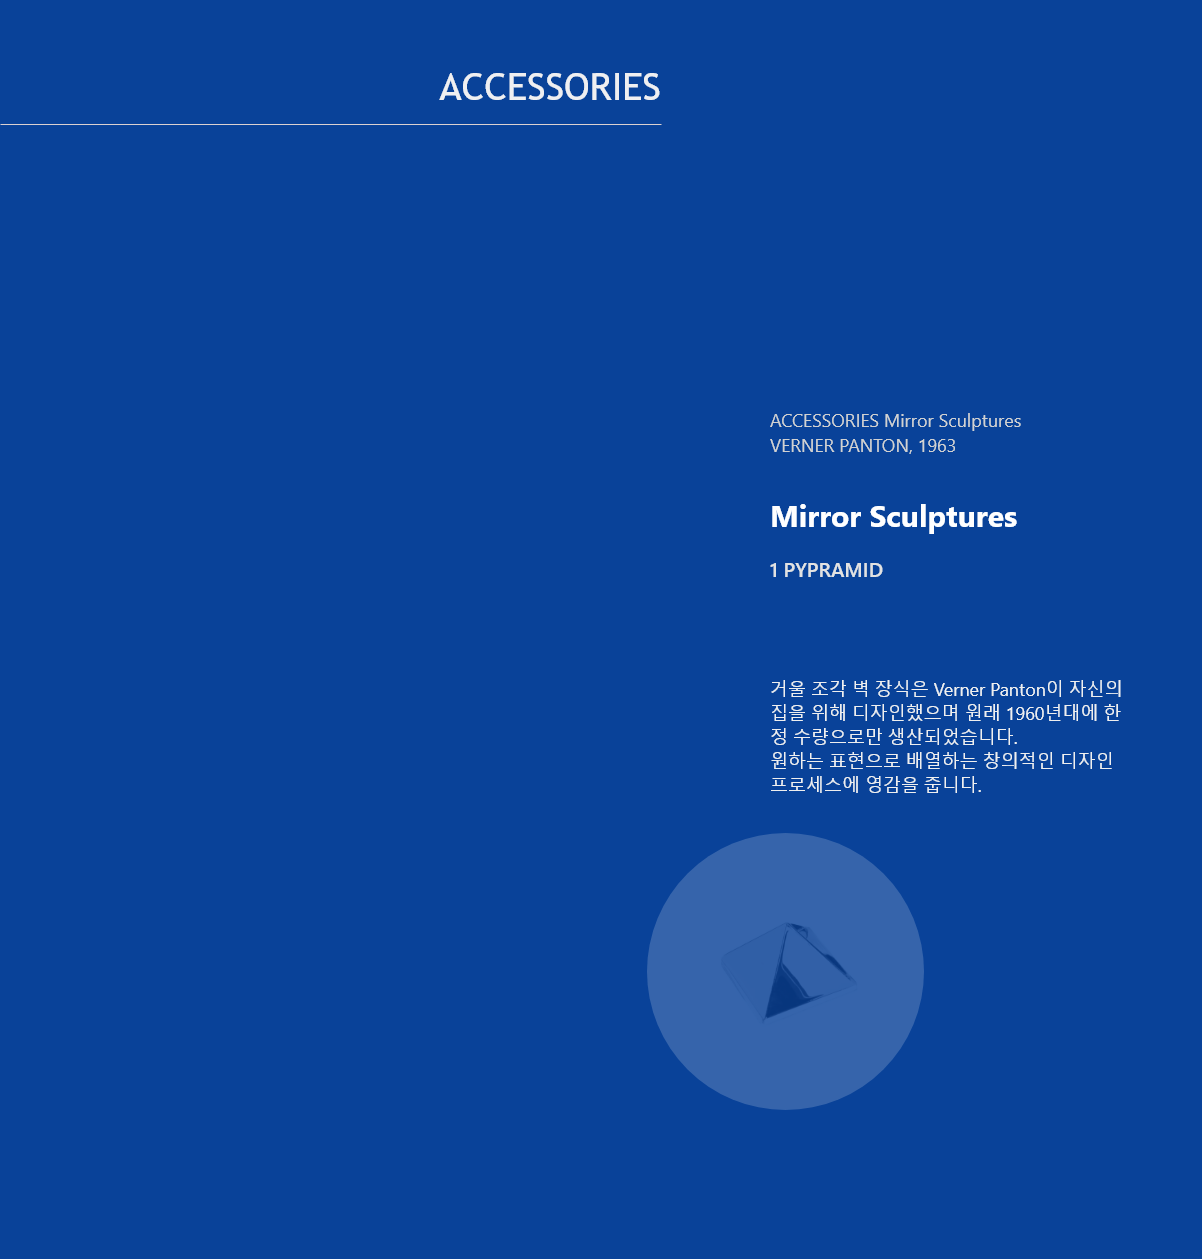 ACCESSORIES
ACCESSORIES Mirror Sculptures
VERNER PANTON, 1963
Mirror Sculptures
1 PYPRAMID
거울 조각 벽 장식은 Verner Panton이 자신의
집을 위해 디자인했으며 원래 1960년대에 한
정 수량으로만 생산되었습니다.
원하는 표현으로 배열하는 창의적인 디자인
프로세스에 영감을 줍니다.